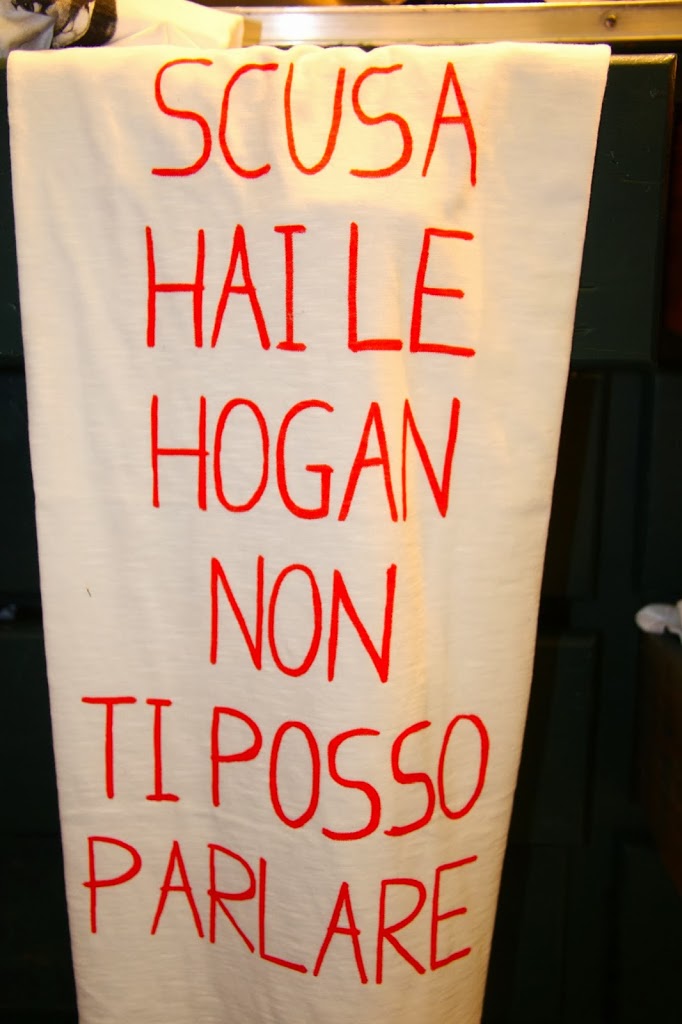 SCUSA
HAI LE
HOGAN
NON
TI POSSO
PARLARE